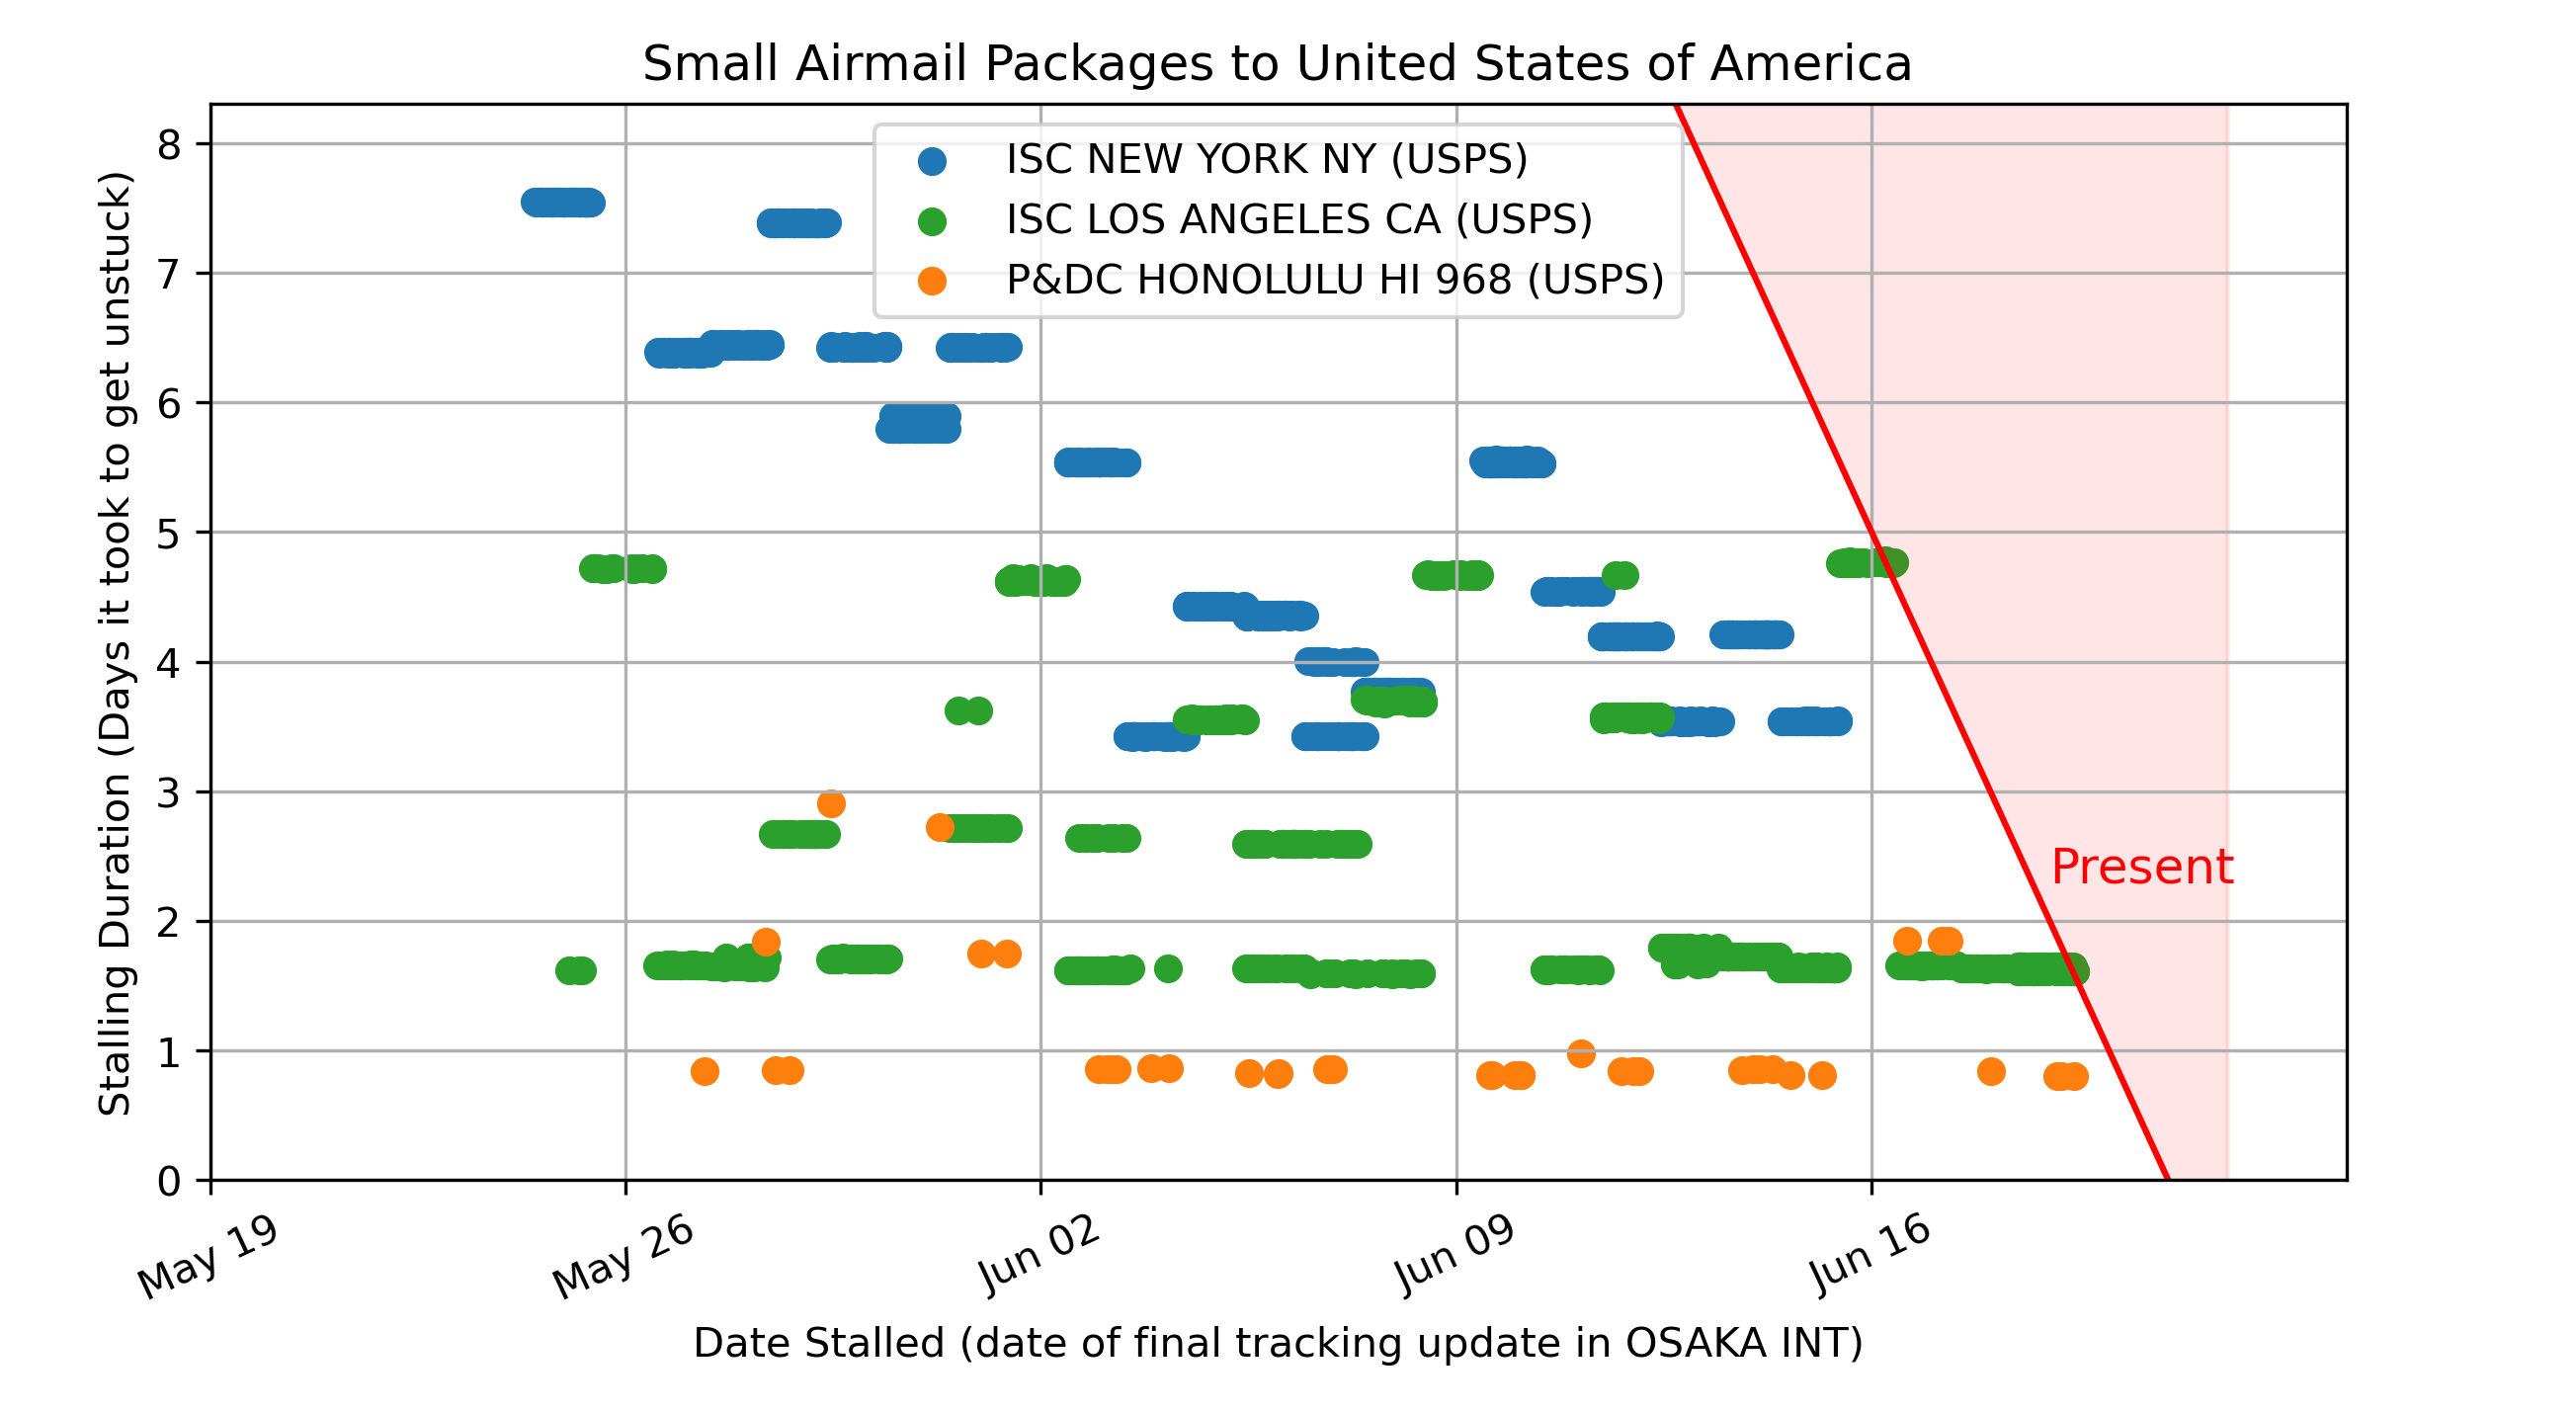 Small Airmail Packages to United States of America
ISC NEW YORK NY (USPS)
ISC LOS ANGELES CA (USPS)
P&DC HONOLULU HI 968 (USPS)
Stalling Duration (Days it took to get unstuck)
8
7
6
5
4
3
2
1
0
Present
May 19
May 26
Jun 02
Jun 09
Jun 16
Date Stalled (date of final tracking update in OSAKA INT)